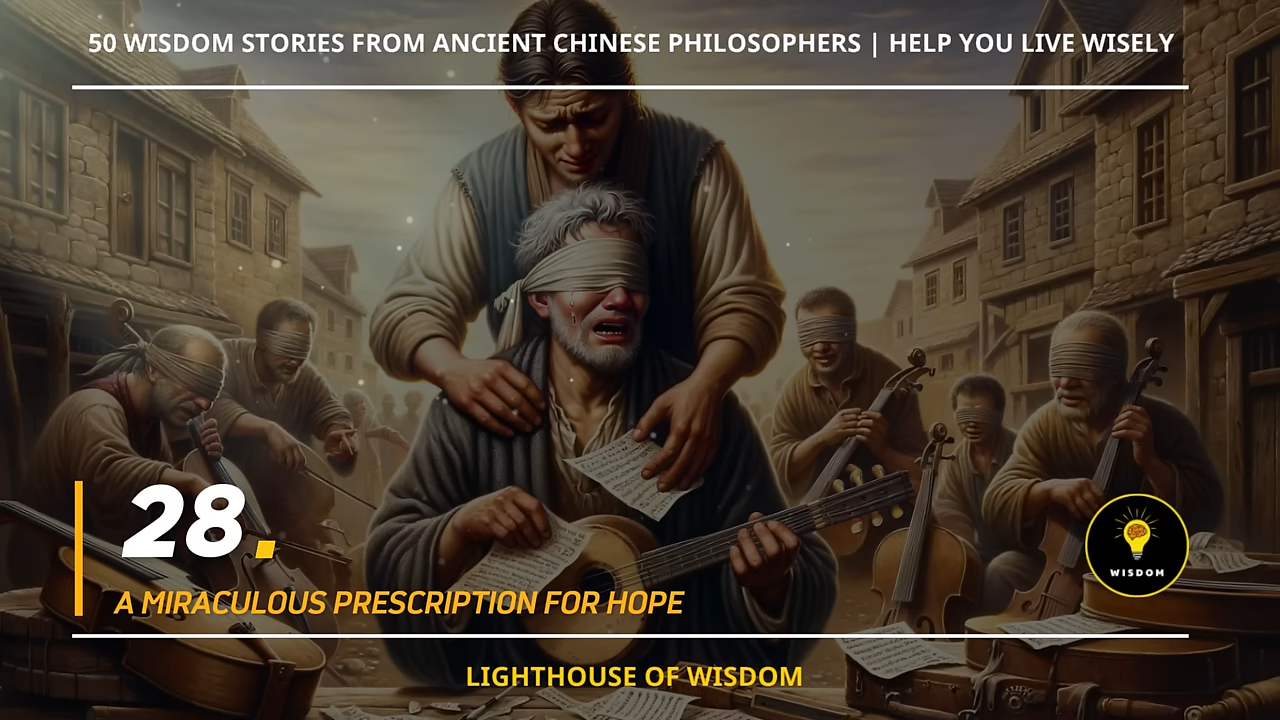 50 WISDOM STORIES FROM ANCIENT CHINESE PHILOSOPHERS | HELP YOU LIVE WISELY
28.
A MIRACULOUS PRESCRIPTION FOR HOPE
WISDOM
LIGHTHOUSE OF WISDOM